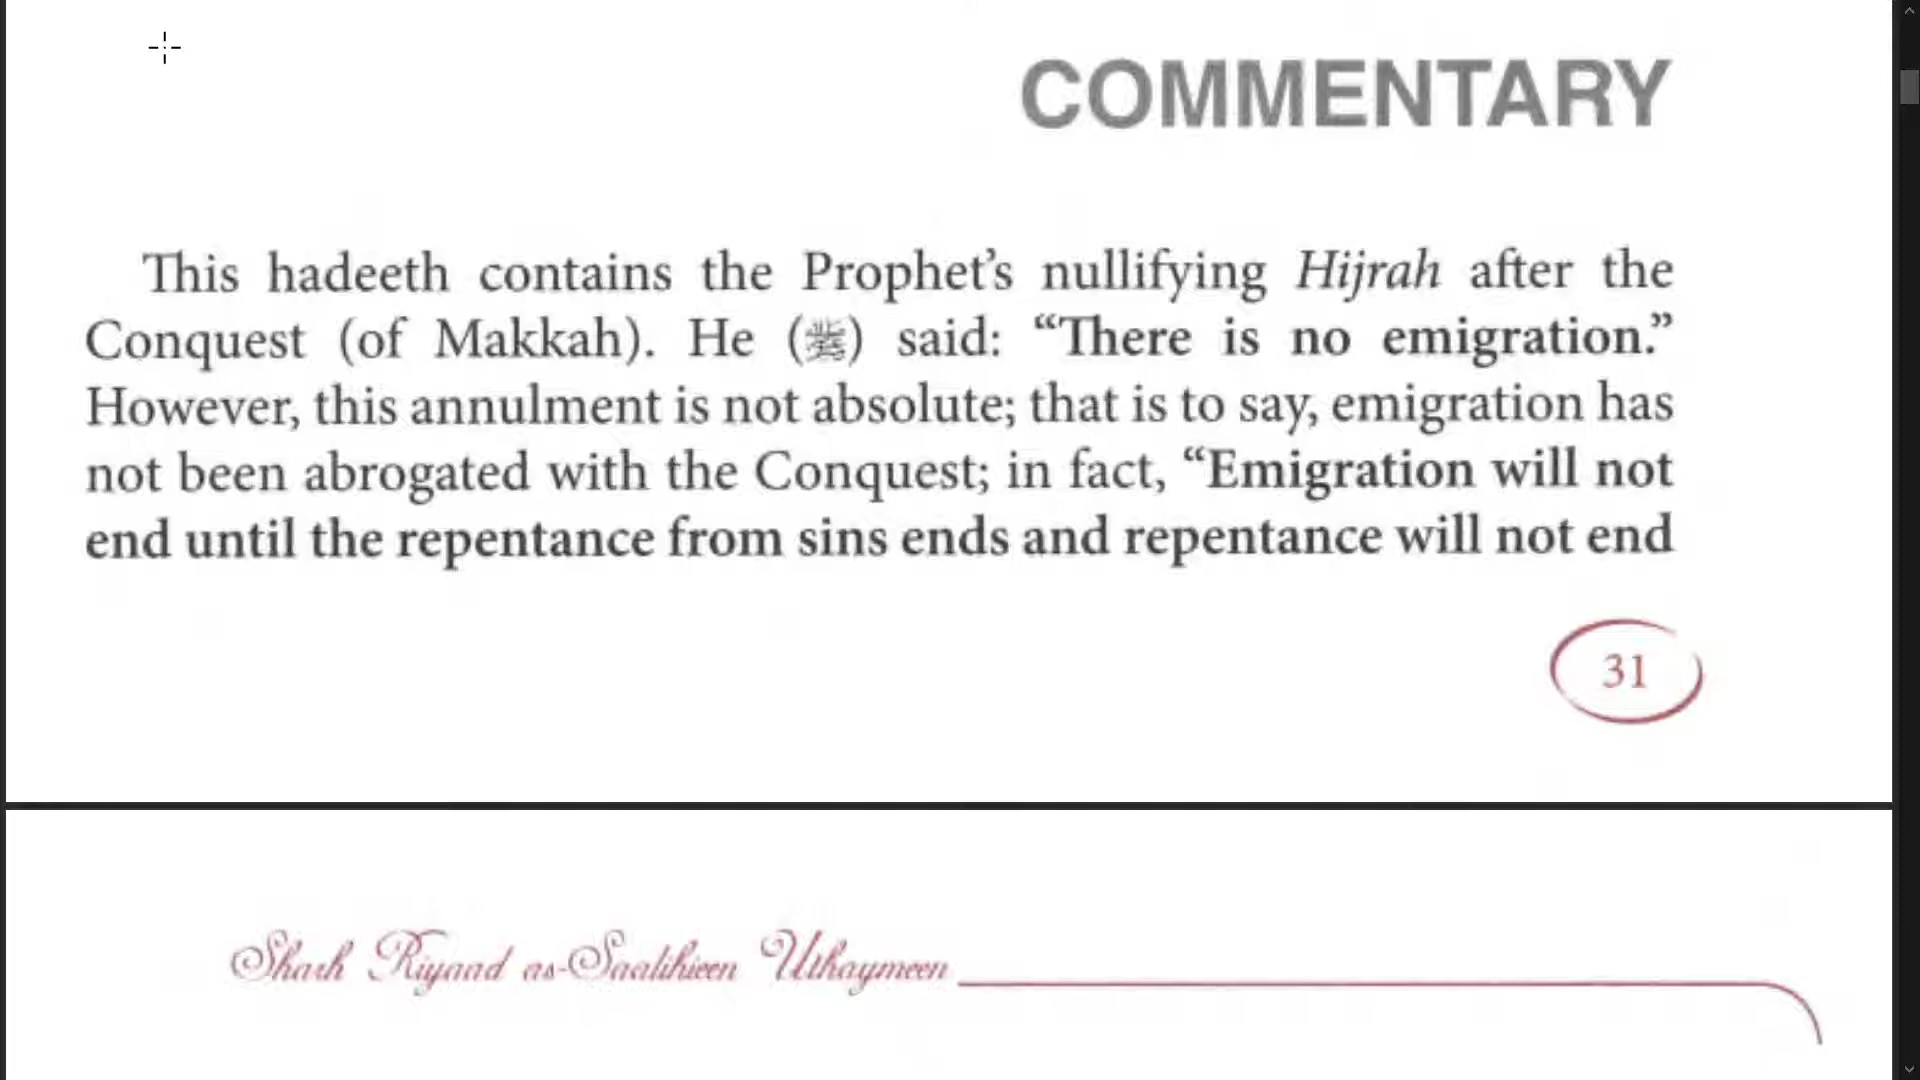 COMMENTARY
This hadeeth contains the Prophet's nullifying Hijrah after the
Conquest (of Makkah). He (ﷺ) said: “There is no emigration.”
However, this annulment is not absolute; that is to say, emigration has
not been abrogated with the Conquest; in fact, “Emigration will not
end until the repentance from sins ends and repentance will not end
31
Sharh Riyaad as-Saalihieen Uthaymeen